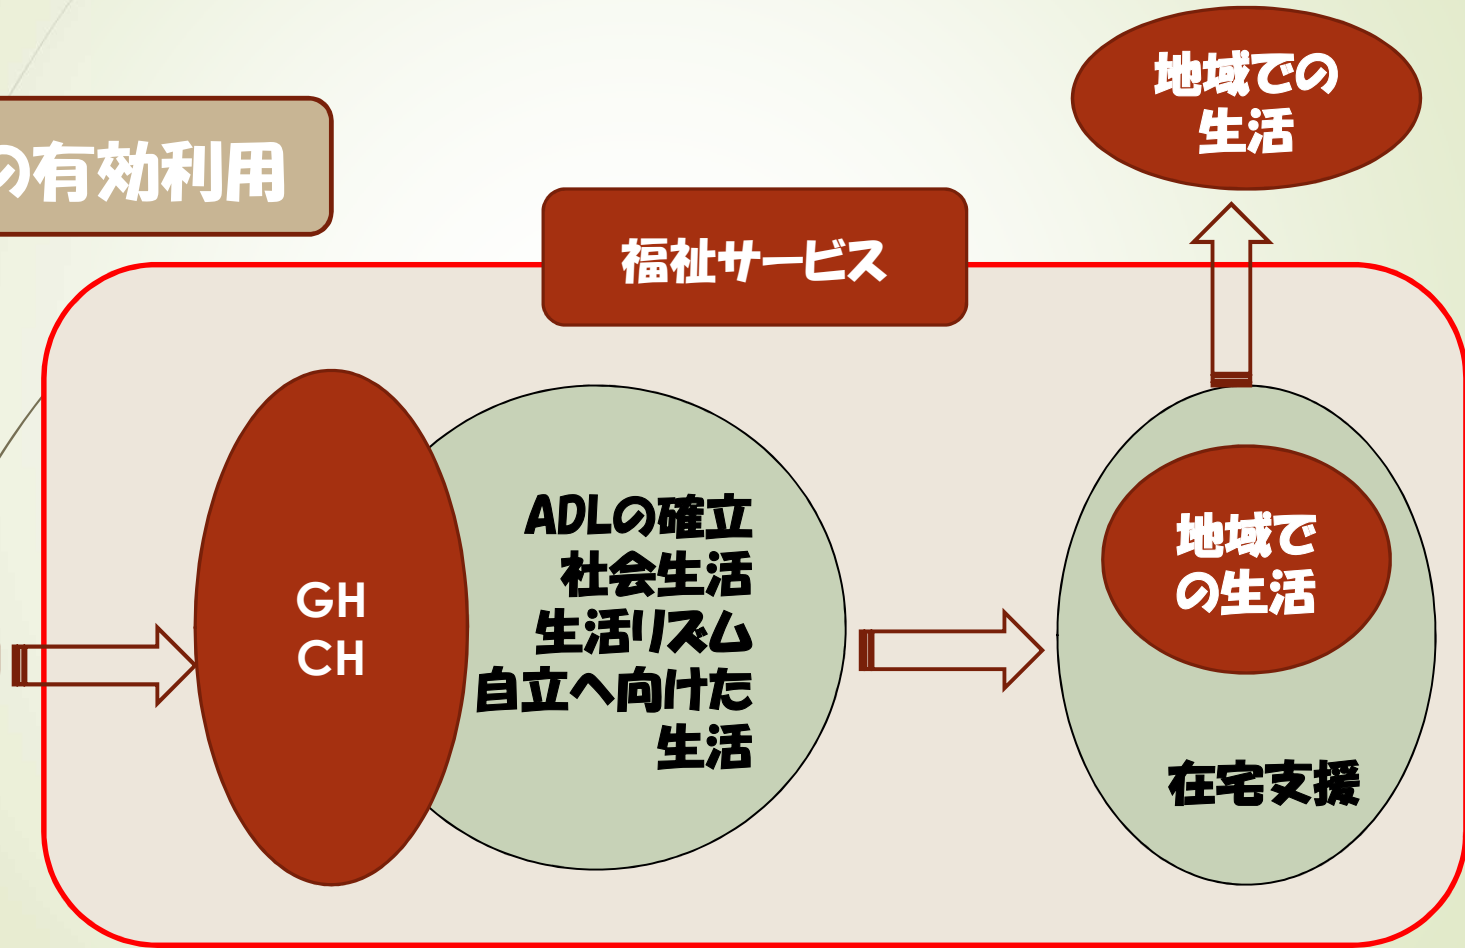 の有効利用
福祉サービス
地域での
生活
GH
CH
ADLの確立
社会生活
生活リズム
自立へ向けた
生活
地域で
の生活
在宅支援